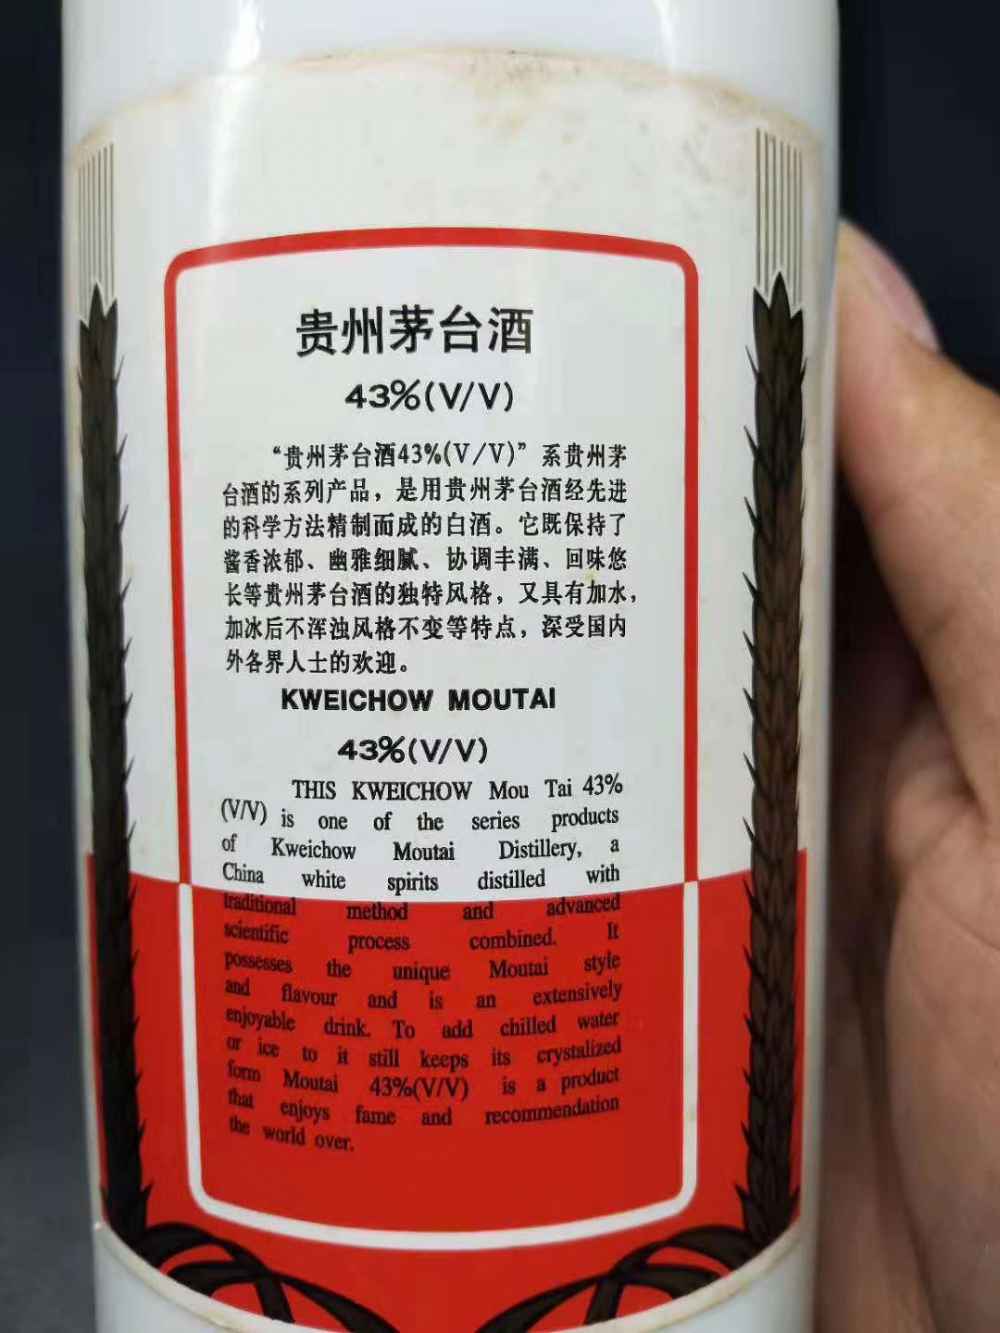 贵州茅台酒
43%(V/V)
“贵州茅台酒43%(V/V)”系贵州茅
台酒的系列产品，是用贵州茅台酒经先进
的科学方法精制而成的白酒。它既保持了
酱香浓郁、幽雅细腻、协调丰满、回味悠
长等贵州茅台酒的独特风格，又具有加水，
加冰后不浑浊风格不变等特点，深受国内
外各界人士的欢迎。
KWEICHOW MOUTAI
43%(V/V)
THIS KWEICHOW Mou Tai 43%
(V/V) is one of the series products
of Kweichow Moutai Distillery, a
China white spirits distilled with
traditional method and advanced
scientific process combined. It
possesses the unique Moutai style
and flavour and is an extensively
enjoyable drink. To add chilled water
or ice to it still keeps its crystalized
form Moutai 43%(V/V) is a product
that enjoys fame and recommendation
the world over.